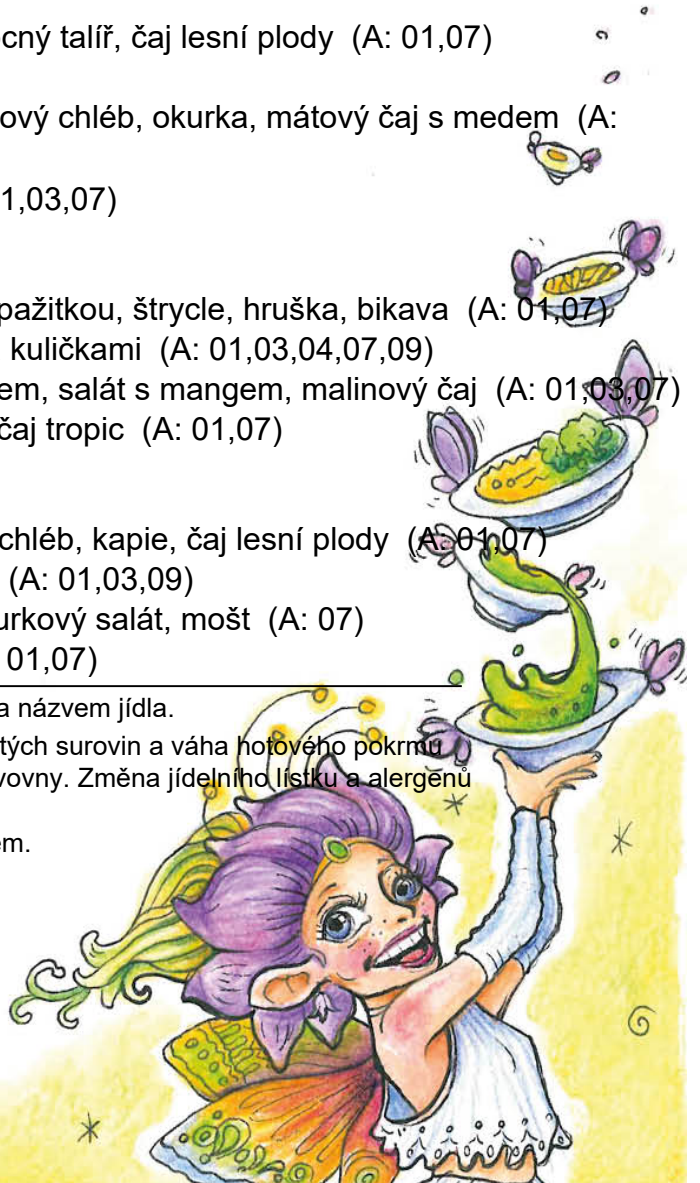 cný talíř, čaj lesní plody (A: 01,07)
ový chléb, okurka, mátový čaj s medem (A:
1,03,07)
pažitkou, štrycle, hruška, bikava (A: 01,07)
kuličkami (A: 01,03,04,07,09)
em, salát s mangem, malinový čaj (A: 01,03,07)
čaj tropic (A: 01,07)
chléb, kapie, čaj lesní plody (A: 01,07)
(A: 01,03,09)
urkový salát, mošt (A: 07)
01,07)
a názvem jídla.
tých surovin a váha hotového pokrmu
vovny. Změna jídelního lístku a alergenů
em.